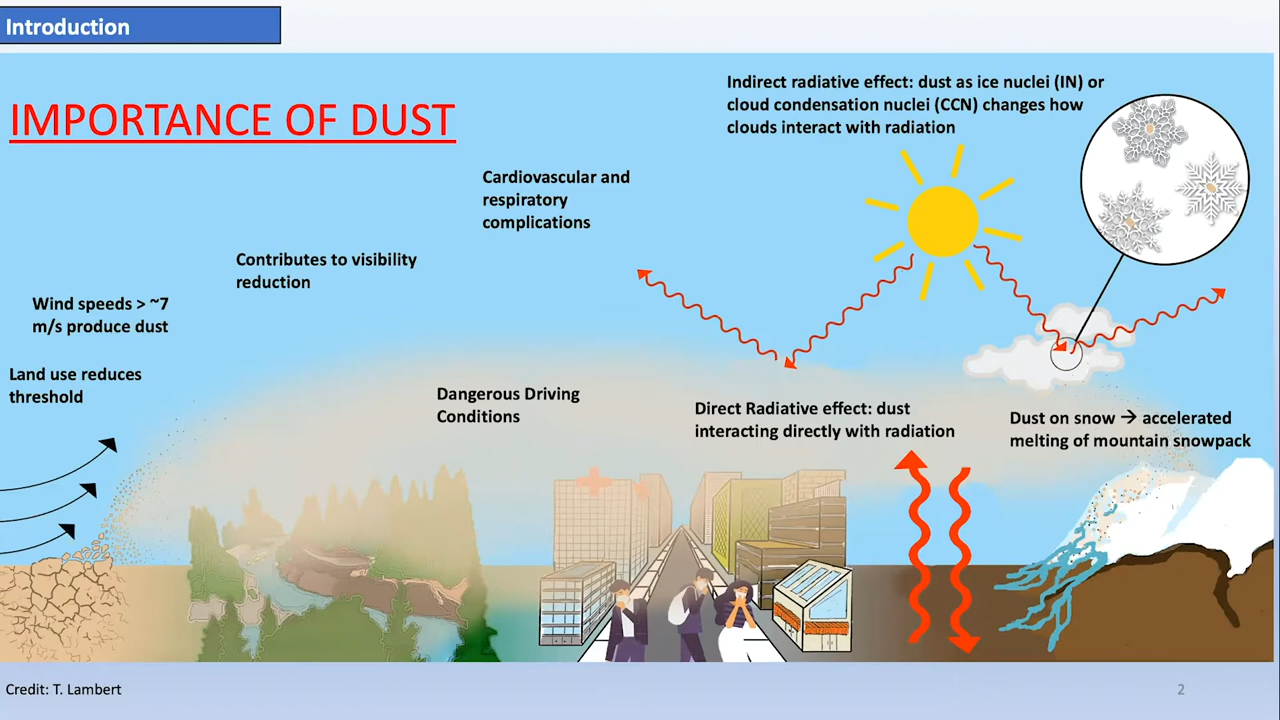 Introduction
IMPORTANCE OF DUST
Indirect radiative effect: dust as ice nuclei (IN) or
cloud condensation nuclei (CCN) changes how
clouds interact with radiation
Cardiovascular and
respiratory
complications
Contributes to visibility
reduction
Wind speeds > ~7
m/s produce dust
Land use reduces
threshold
Dangerous Driving
Conditions
Direct Radiative effect: dust
interacting directly with radiation
Dust on snow → accelerated
melting of mountain snowpack
Credit: T. Lambert
2